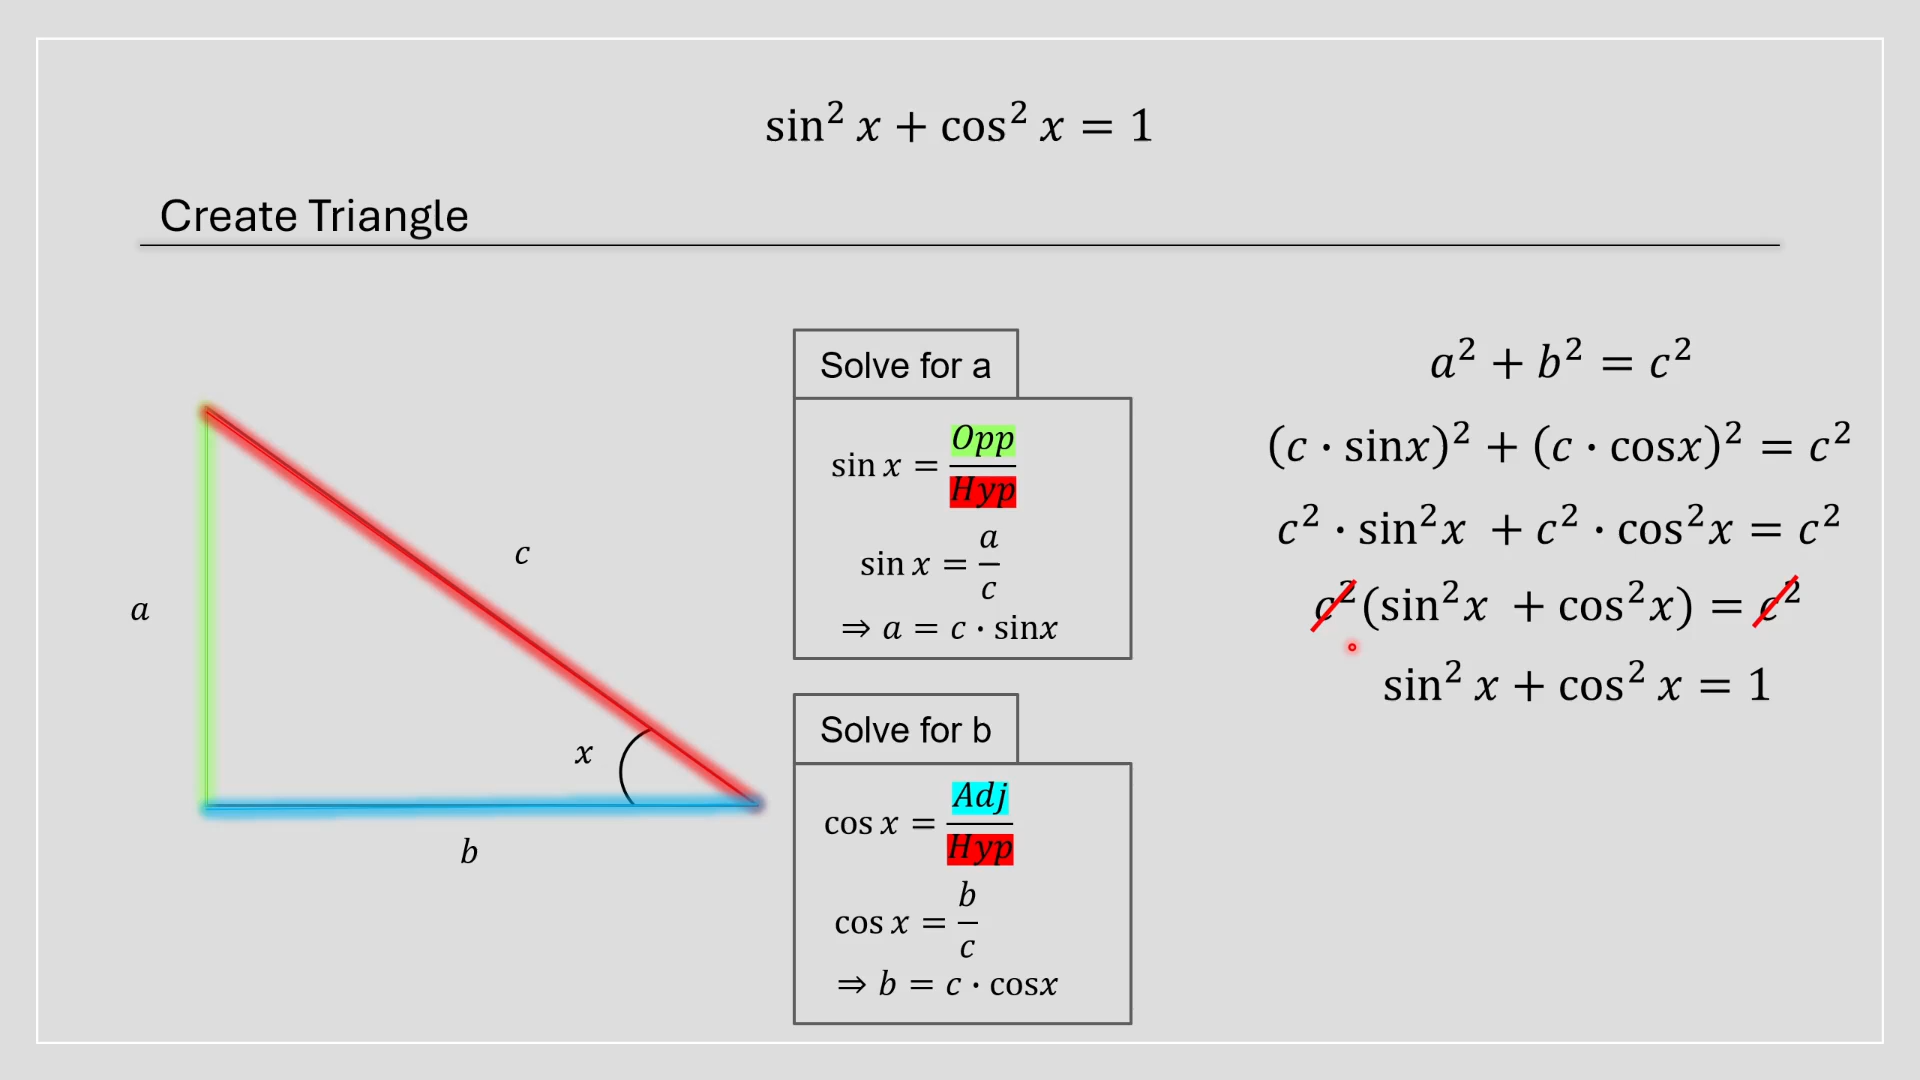 sin² x + cos² x = 1
Create Triangle
a
c
x
b
Solve for a
sin x = Opp/Hyp
sin x = a/c
⇒ a = c · sinx
Solve for b
cos x = Adj/Hyp
cos x = b/c
⇒ b = c · cosx
a² + b² = c²
(c · sinx)² + (c · cosx)² = c²
c² · sin²x + c² · cos²x = c²
c²(sin²x + cos²x) = c²
sin² x + cos² x = 1